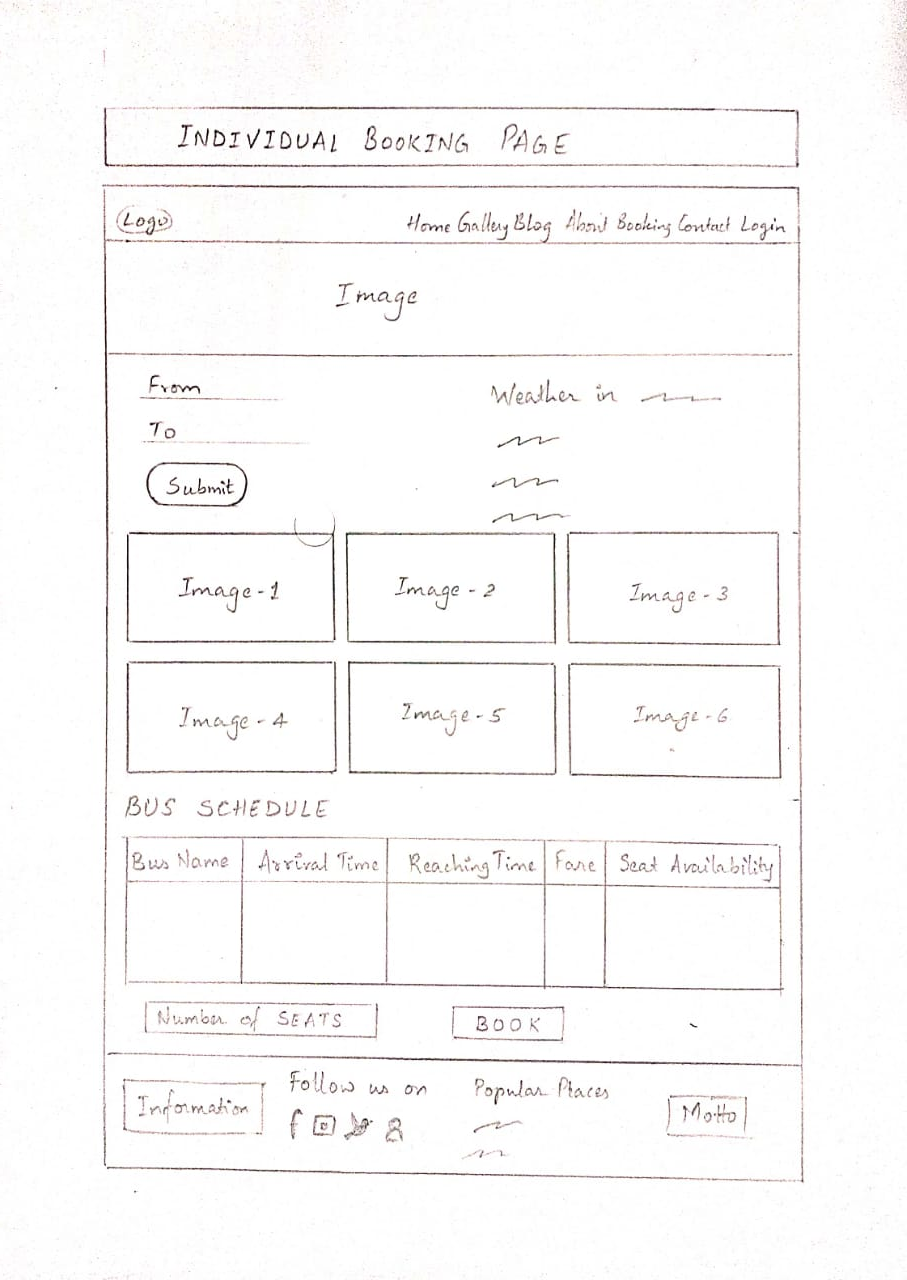 INDIVIDUAL BOOKING PAGE
Logo Home Gallery Blog About Booking Contact Login
Image
From
To
Submit
Weather in
Image - 1 Image - 2 Image - 3
Image - 4 Image - 5 Image - 6
BUS SCHEDULE
Bus Name Arrival Time Reaching Time Fare Seat Availability
Number of SEATS BOOK
Information Follow us on Popular Places Motto